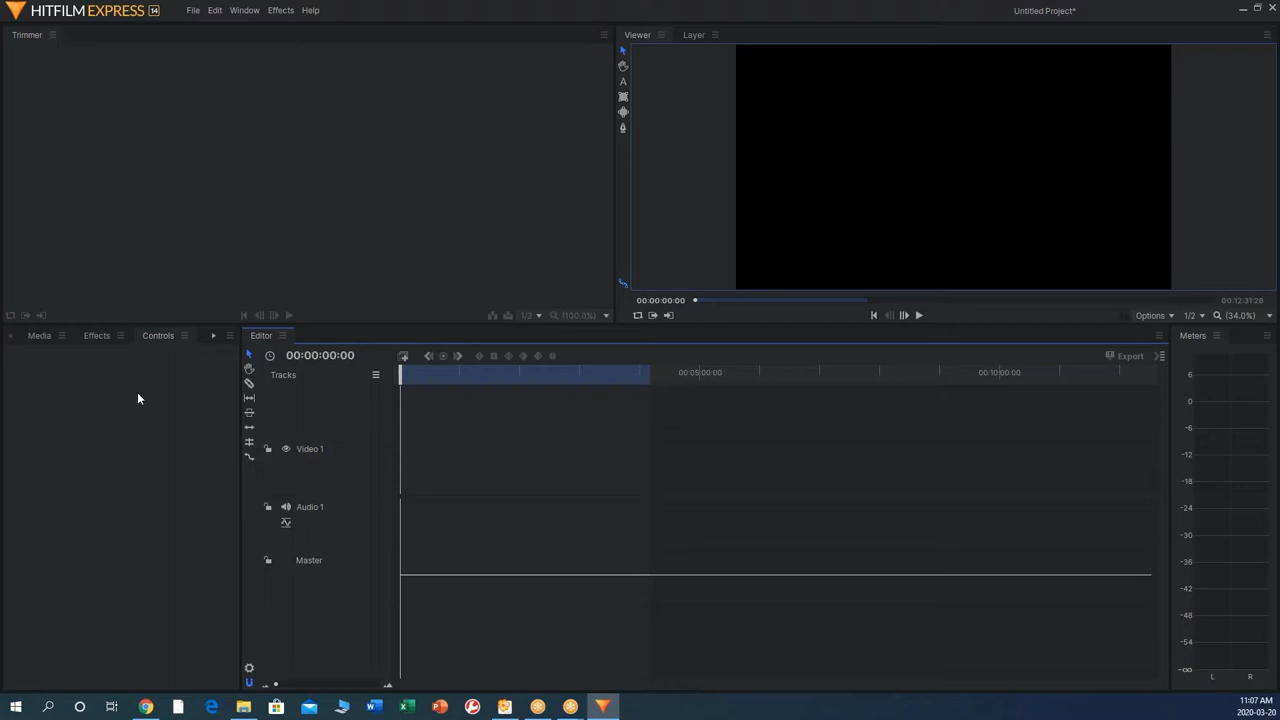 HITFILM EXPRESS 14 File Edit Window Effects Help Untitled Project*
Trimmer
Viewer Layer
A
00:00:00:00 00:12:31:28
1/2 (100.0%)
Options 1/2 (34.0%)
Media Effects Controls
Editor
Meters
00:00:00:00
Export
Tracks
00:05:00:00 00:10:00:00
Video 1
Audio 1
Master
6
0
-6
-12
-18
-24
-30
-36
-42
-48
-54
-∞
L R
11:07 AM
2020-03-20